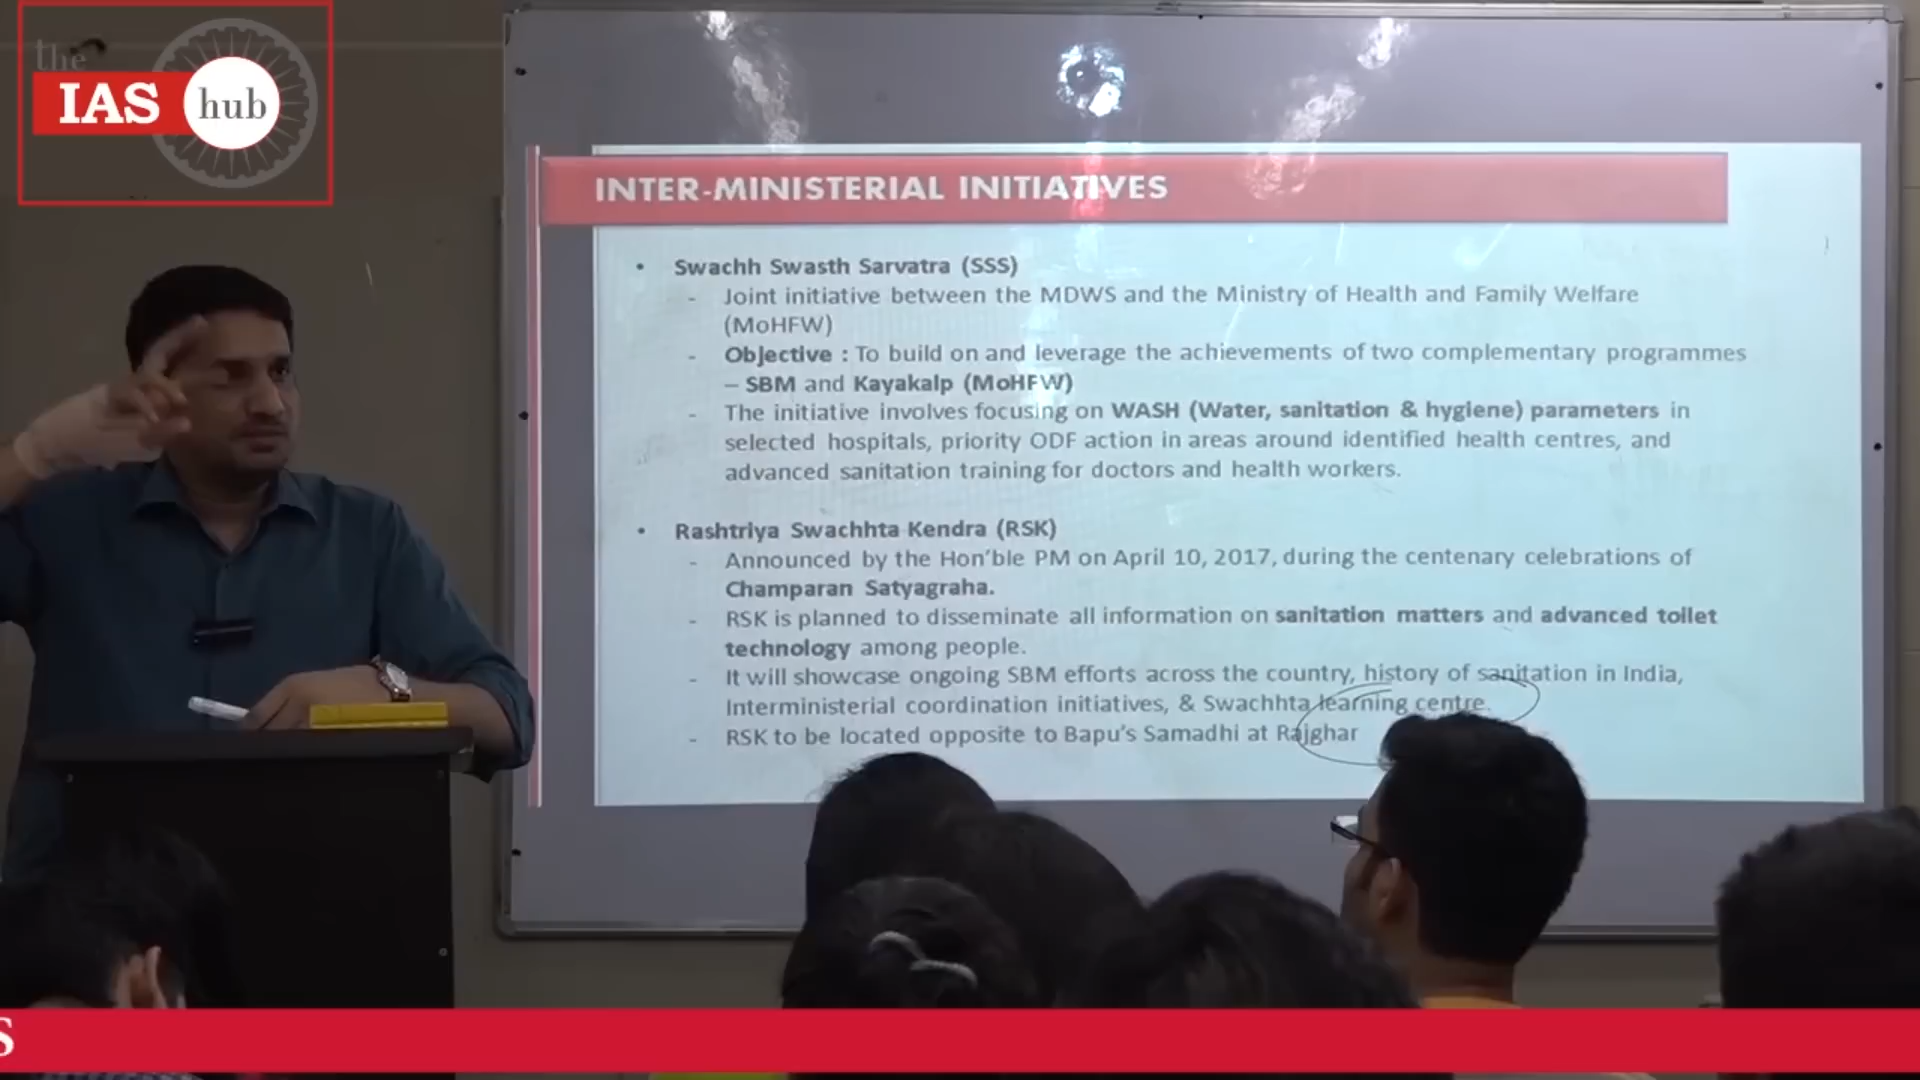 the
IAS hub
INTER-MINISTERIAL INITIATIVES
• Swachh Swasth Sarvatra (SSS)
- Joint initiative between the MDWS and the Ministry of Health and Family Welfare
(MoHFW)
- Objective : To build on and leverage the achievements of two complementary programmes
– SBM and Kayakalp (MoHFW)
- The initiative involves focusing on WASH (Water, sanitation & hygiene) parameters in
selected hospitals, priority ODF action in areas around identified health centres, and
advanced sanitation training for doctors and health workers.
• Rashtriya Swachhta Kendra (RSK)
- Announced by the Hon’ble PM on April 10, 2017, during the centenary celebrations of
Champaran Satyagraha.
- RSK is planned to disseminate all information on sanitation matters and advanced toilet
technology among people.
- It will showcase ongoing SBM efforts across the country, history of sanitation in India,
Interministerial coordination initiatives, & Swachhta learning centre.
- RSK to be located opposite to Bapu’s Samadhi at Rajghar
S